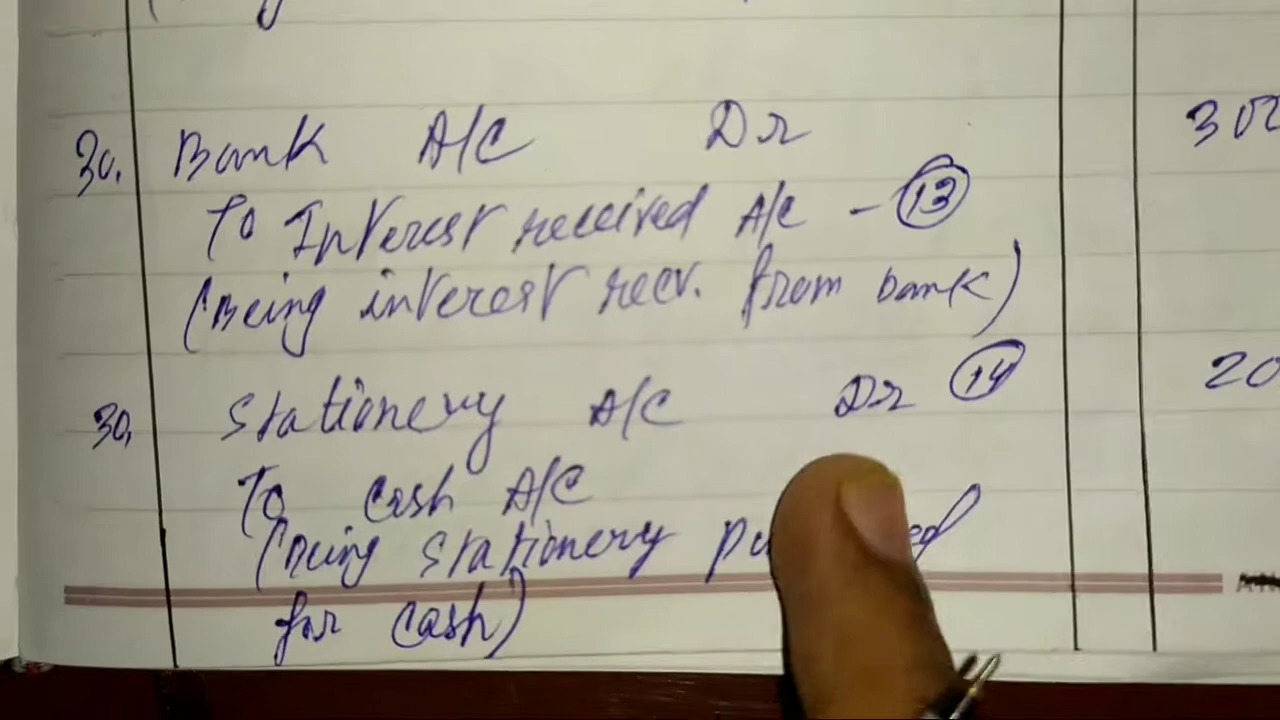 30. Bank A/C Dr 300
To Interest received A/c - 13
(Being interest recv. from bank)
30. Stationery A/C Dr 14 20
To Cash A/C
(Being Stationery
for cash)